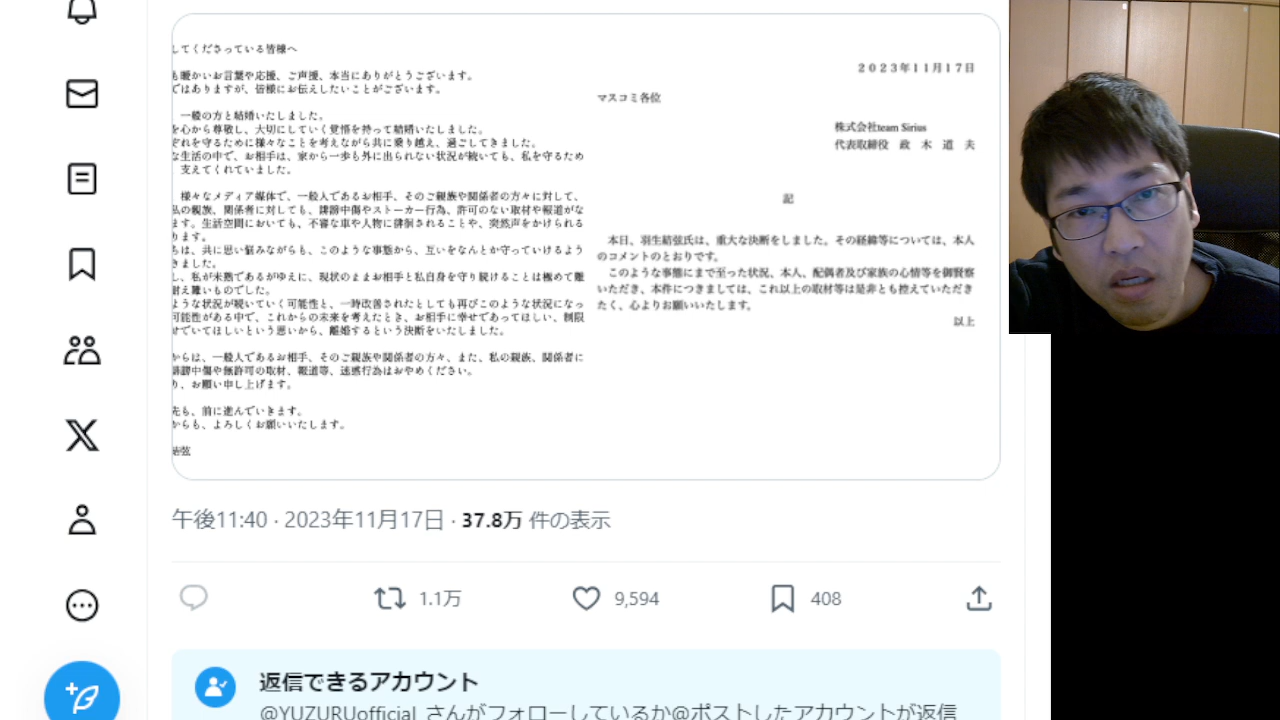 してくださっている皆様へ
も暖かいお言葉や応援、ご声援、本当にありがとうございます。
ではありますが、皆様にお伝えしたいことがございます。
一般の方と結婚いたしました。
を心から尊敬し、大切にしていく覚悟を持って結婚いたしました。
ぞれを守るために様々なことを考えながら共に乗り越え、過ごしてきました。
な生活の中で、お相手は、家から一歩も外に出られない状況が続いても、私を守るため
支えてくれていました。
様々なメディア媒体で、一般人であるお相手、そのご親族や関係者の方々に対して、
私の親族、関係者に対しても、誹謗中傷やストーカー行為、許可のない取材や報道がな
ます。生活空間においても、不審な車や人物に徘徊されることや、突然声をかけられる
ります。
ちは、共に思い悩みながらも、このような事態から、互いをなんとか守っていけるよう
きました。
し、私が未熟であるがゆえに、現状のままお相手と私自身を守り続けることは極めて難
耐え難いものでした。
ような状況が続いていく可能性と、一時改善されたとしても再びこのような状況になっ
可能性がある中で、これからの未来を考えたとき、お相手に幸せであってほしい、制限
せでいてほしいという思いから、離婚するという決断をいたしました。
からは、一般人であるお相手、そのご親族や関係者の方々、また、私の親族、関係者に
誹謗中傷や無許可の取材、報道等、迷惑行為はおやめください。
り、お願い申し上げます。
先も、前に進んでいきます。
からも、よろしくお願いいたします。
結弦
２０２３年１１月１７日
マスコミ各位
株式会社team Sirius
代表取締役 政 木 道 夫
記
本日、羽生結弦氏は、重大な決断をしました。その経緯等については、本人
のコメントのとおりです。
このような事態にまで至った状況、本人、配偶者及び家族の心情等を御賢察
いただき、本件につきましては、これ以上の取材等は是非とも控えていただき
たく、心よりお願いいたします。
以上
午後11:40 · 2023年11月17日 · 37.8万 件の表示
1.1万 9,594 408
返信できるアカウント
@YUZURUofficial_さんがフォローしているか@ポストしたアカウントが返信